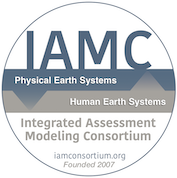 IAMC
Physical Earth Systems
Human Earth Systems
Integrated Assessment
Modeling Consortium
iamconsortium.org
Founded 2007